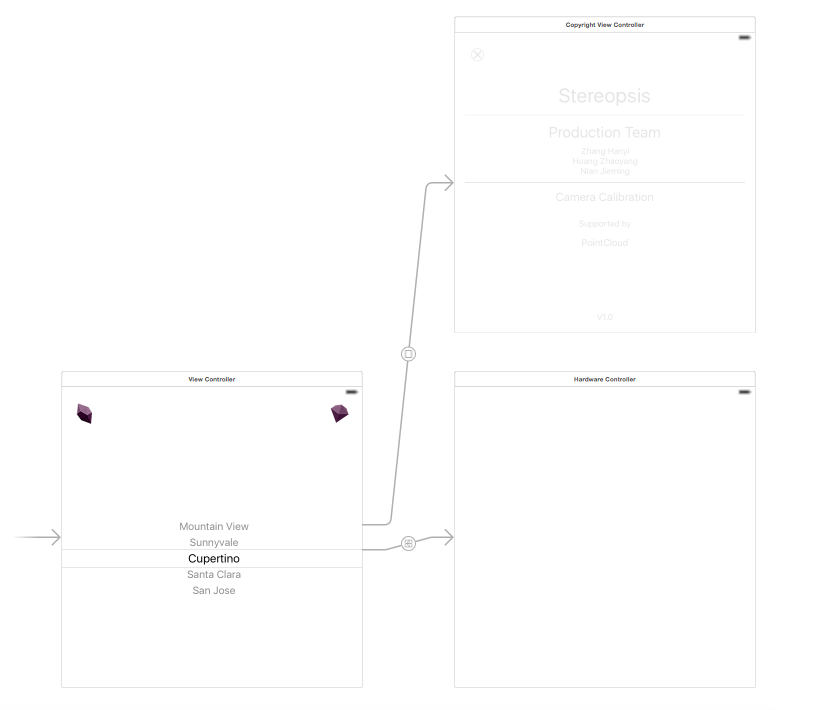 Copyright View Controller
Stereopsis
Production Team
Zhang Hanyi
Huang Zhaoyang
Nian Jieming
Camera Calibration
Supported by
PointCloud
V1.0
View Controller
Mountain View
Sunnyvale
Cupertino
Santa Clara
San Jose
Hardware Controller